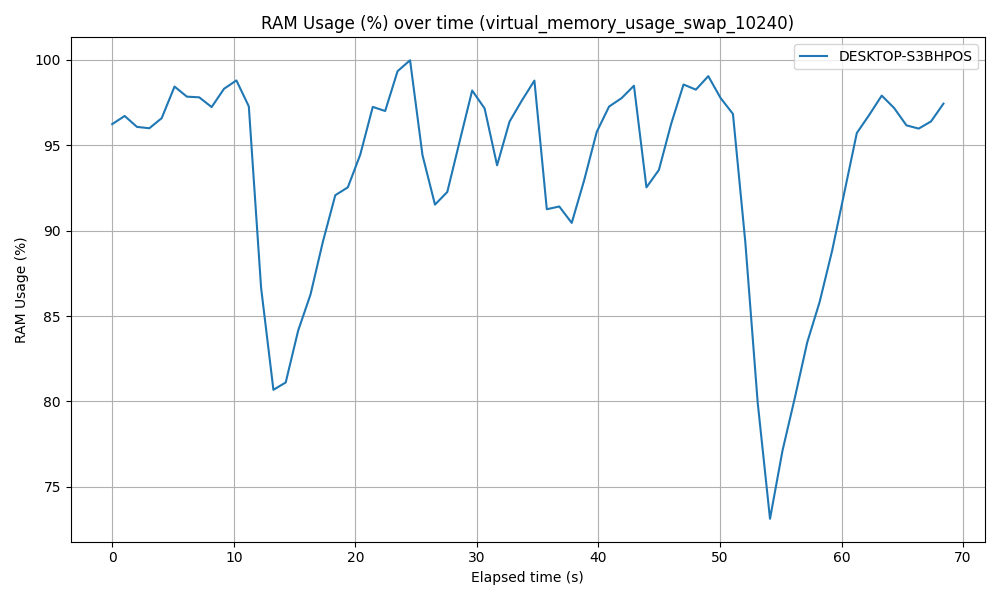 RAM Usage (%) over time (virtual_memory_usage_swap_10240)
DESKTOP-S3BHPOS
RAM Usage (%)
100
95
90
85
80
75
0 10 20 30 40 50 60 70
Elapsed time (s)